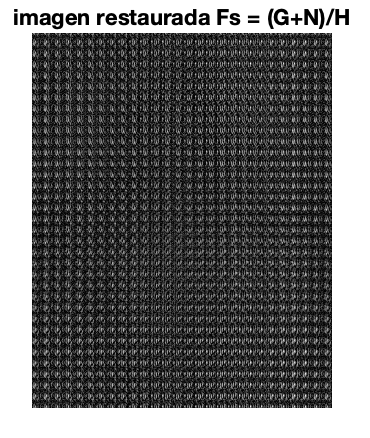 imagen restaurada Fs = (G+N)/H